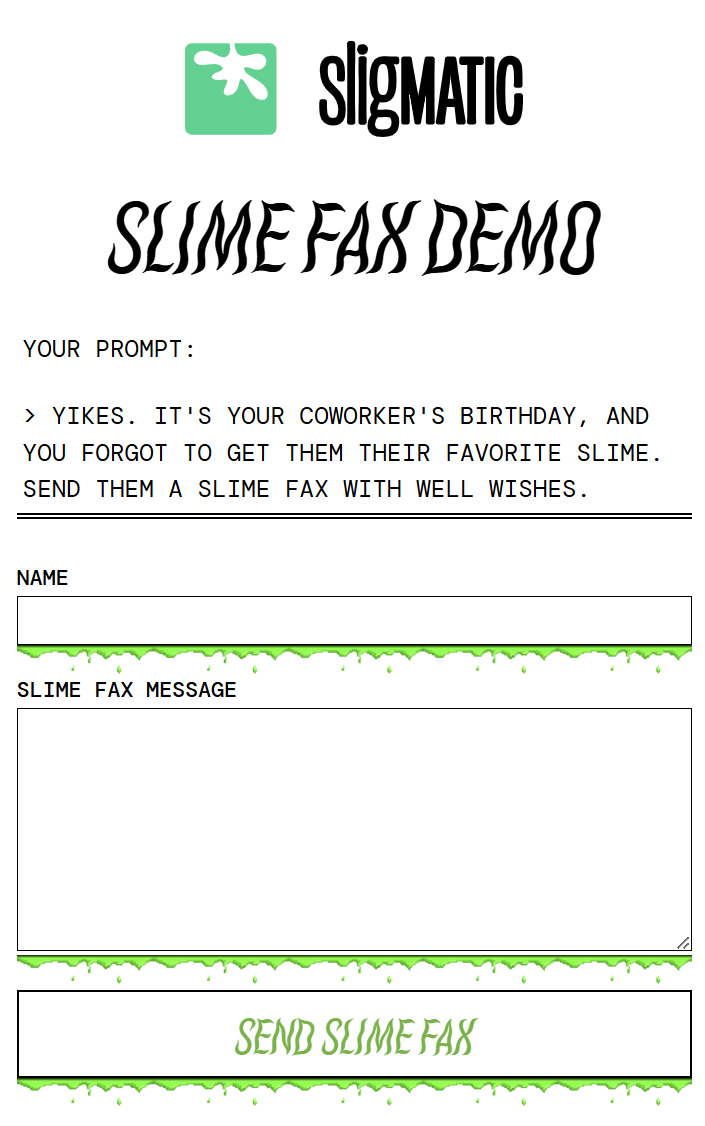 sligMATIC
SLIME FAX DEMO
YOUR PROMPT:
> YIKES. IT'S YOUR COWORKER'S BIRTHDAY, AND
YOU FORGOT TO GET THEM THEIR FAVORITE SLIME.
SEND THEM A SLIME FAX WITH WELL WISHES.
NAME
SLIME FAX MESSAGE
SEND SLIME FAX